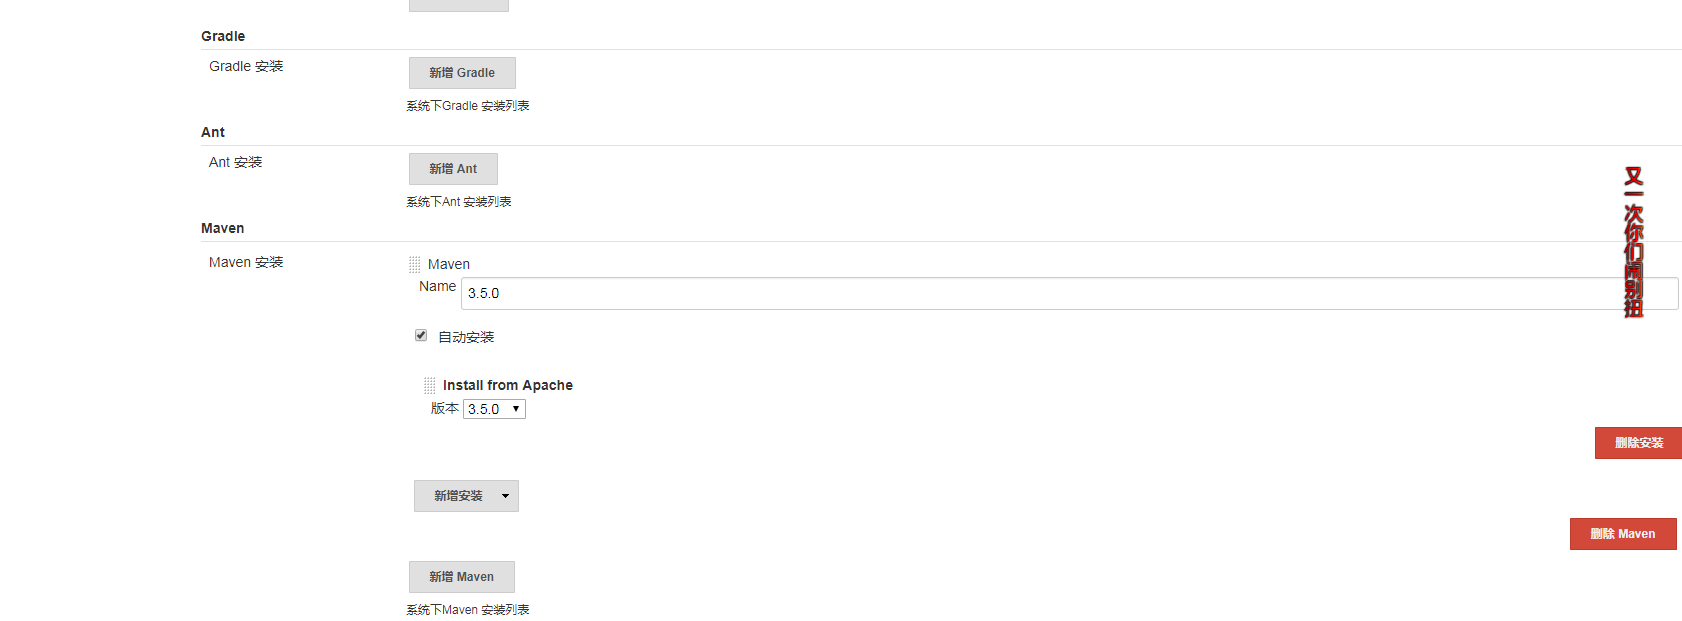 Gradle
Gradle 安装
新增 Gradle
系统下Gradle 安装列表
Ant
Ant 安装
新增 Ant
系统下Ant 安装列表
Maven
Maven 安装
Maven
Name
3.5.0
自动安装
Install from Apache
版本 3.5.0
删除安装
新增安装
删除 Maven
新增 Maven
系统下Maven 安装列表
又一次你们闹别扭